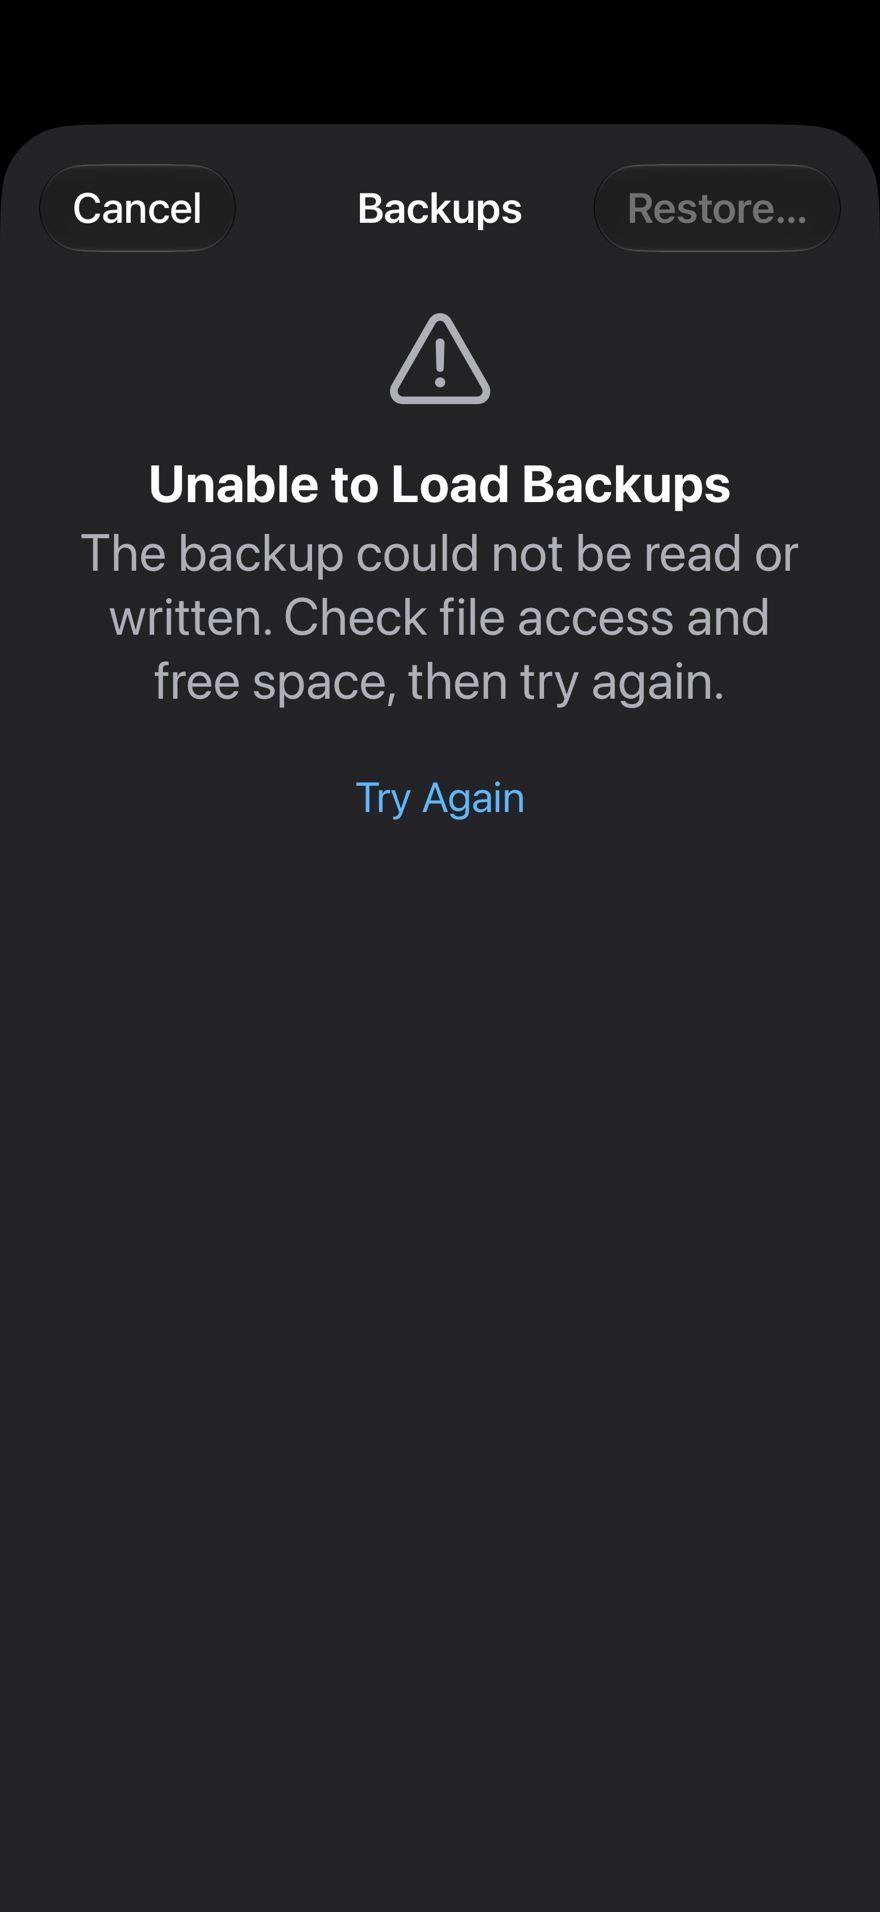 Cancel
Backups
Restore...
Unable to Load Backups
The backup could not be read or
written. Check file access and
free space, then try again.
Try Again